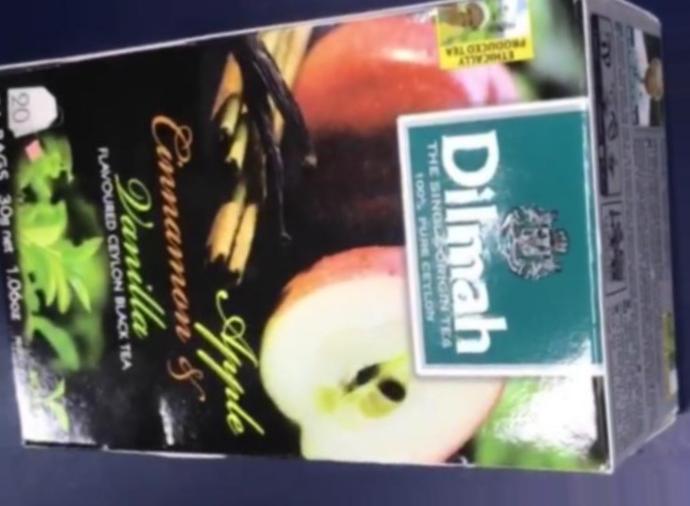 ETHICALLY
PRODUCED TEA
Dilmah
THE SINGLE ORIGIN TEA
100% PURE CEYLON
Apple
Cinnamon &
Vanilla
FLAVOURED CEYLON BLACK TEA
20
BAGS 30g net 1.06oz